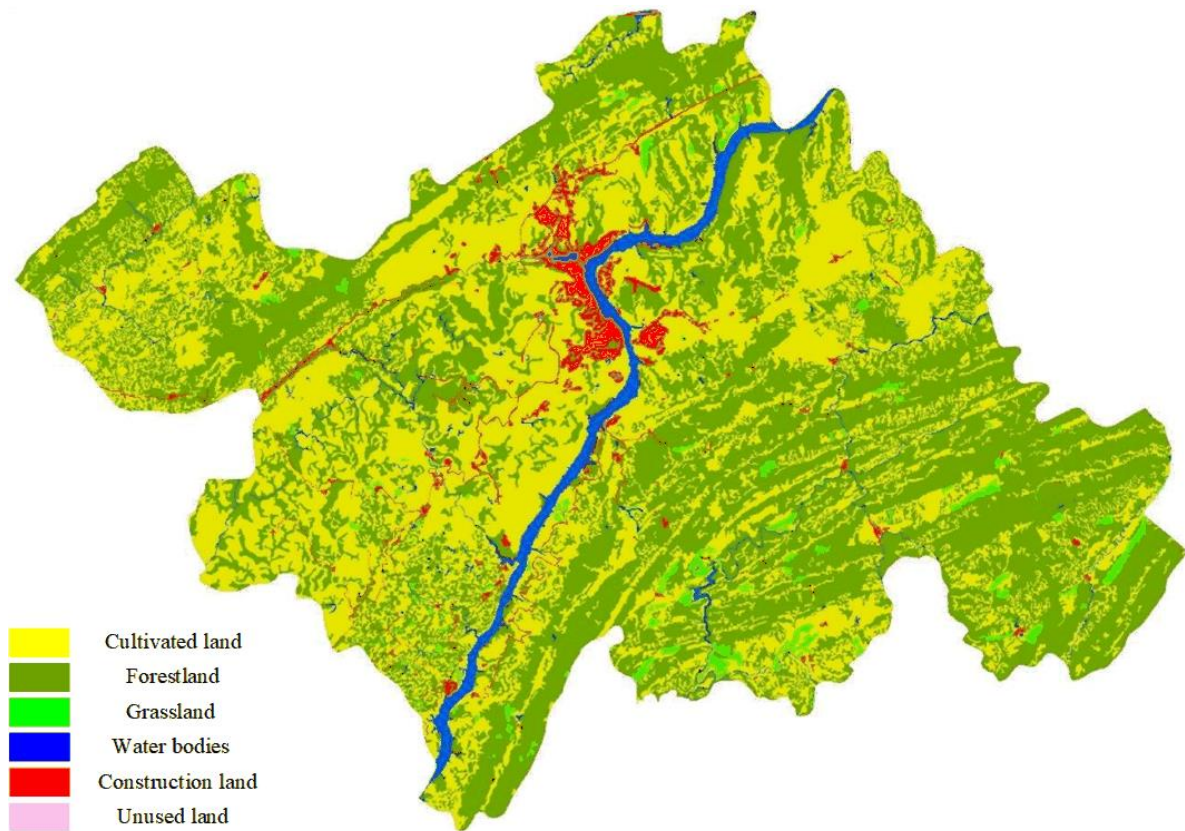 Cultivated land
Forestland
Grassland
Water bodies
Construction land
Unused land